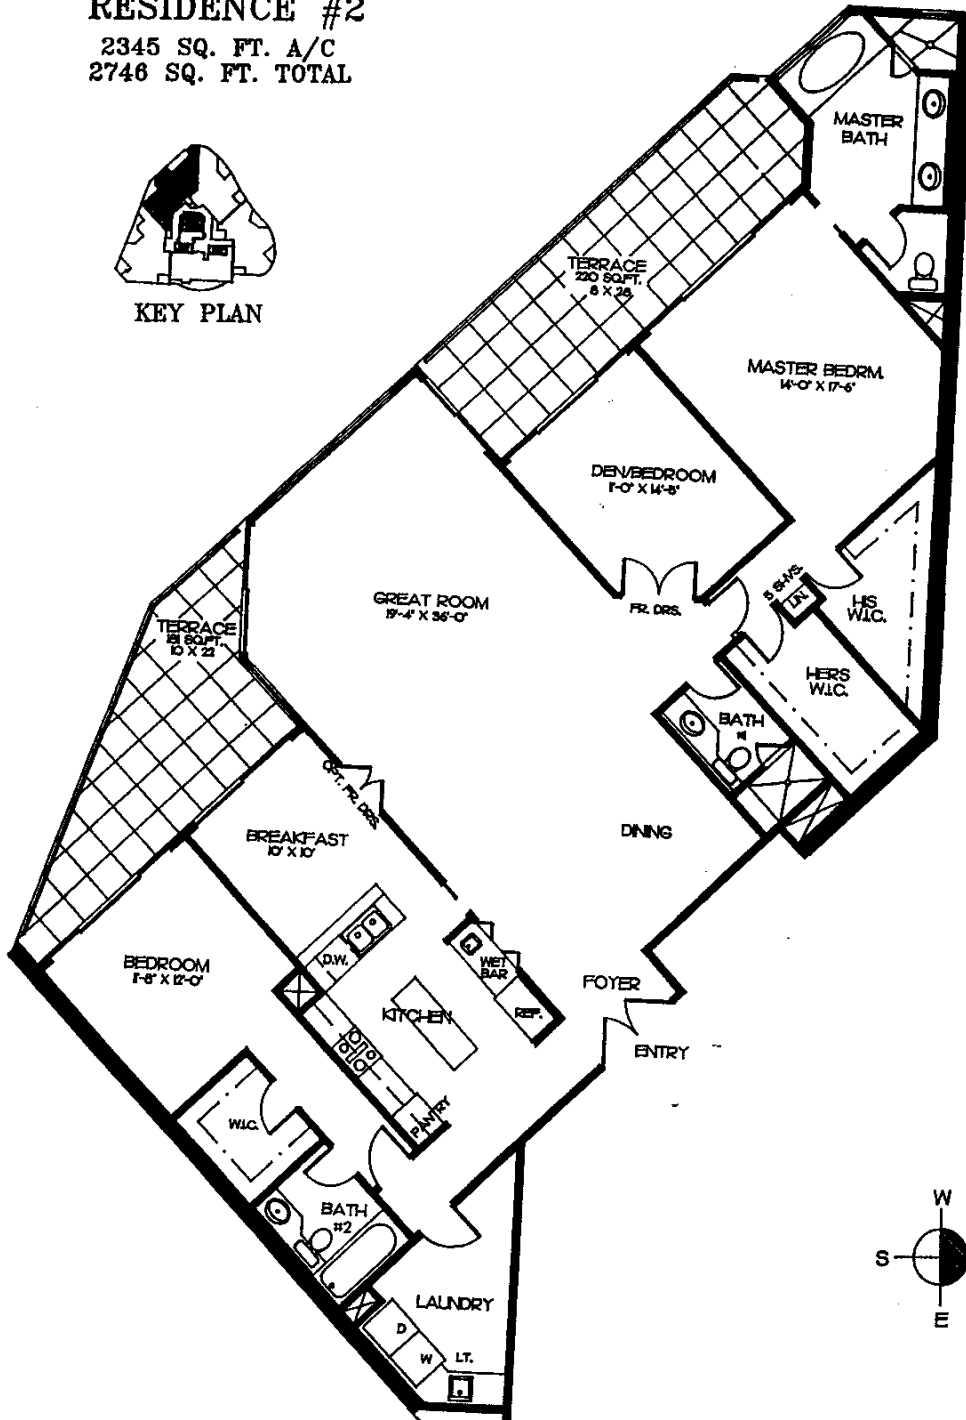 RESIDENCE #2
2345 SQ. FT. A/C
2746 SQ. FT. TOTAL
KEY PLAN
MASTER
BATH
TERRACE
220 SQ.FT.
8 X 28
MASTER BEDRM.
14'-0" X 17'-6"
DEN/BEDROOM
11'-0" X 14'-8"
FR. DRS.
5 SHVS.
LIN.
HIS
W.I.C.
HERS
W.I.C.
GREAT ROOM
19'-4" X 36'-0"
TERRACE
181 SQ.FT.
10 X 22
BATH
#1
OPT. FR. DRS.
DINING
BREAKFAST
10' X 10'
D.W.
WET
BAR
REF.
BEDROOM
11'-8" X 12'-0"
KITCHEN
FOYER
ENTRY
PANTRY
W.I.C.
BATH
#2
LAUNDRY
D
W
LT.
W
S
E